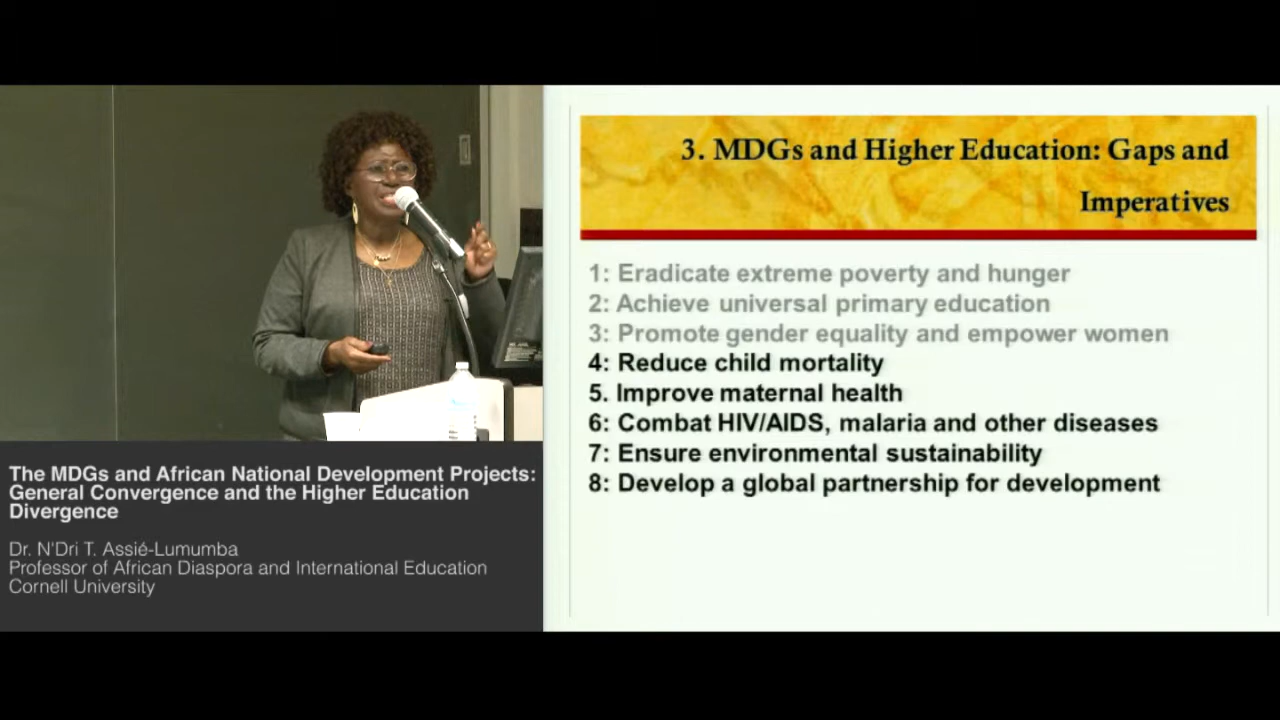 3. MDGs and Higher Education: Gaps and
Imperatives
1: Eradicate extreme poverty and hunger
2: Achieve universal primary education
3: Promote gender equality and empower women
4: Reduce child mortality
5. Improve maternal health
6: Combat HIV/AIDS, malaria and other diseases
7: Ensure environmental sustainability
8: Develop a global partnership for development
The MDGs and African National Development Projects:
General Convergence and the Higher Education
Divergence
Dr. N'Dri T. Assié-Lumumba
Professor of African Diaspora and International Education
Cornell University